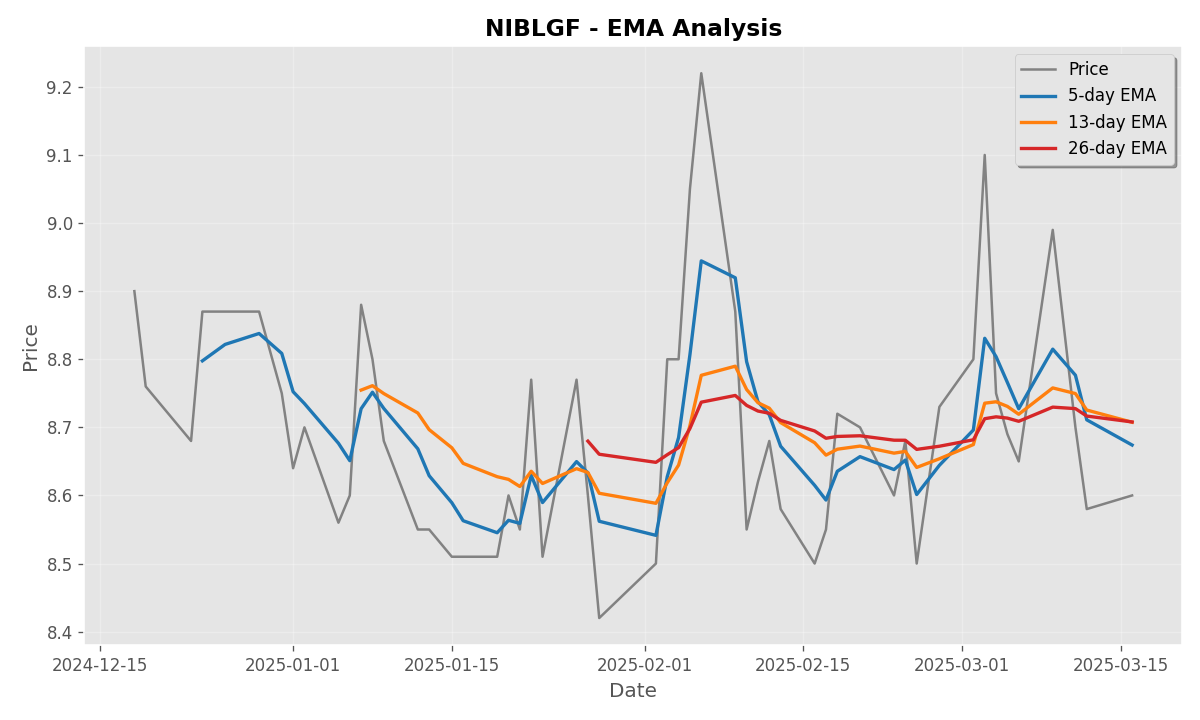 NIBLGF - EMA Analysis
Price
5-day EMA
13-day EMA
26-day EMA
Price
9.2
9.1
9.0
8.9
8.8
8.7
8.6
8.5
8.4
2024-12-15
2025-01-01
2025-01-15
2025-02-01
2025-02-15
2025-03-01
2025-03-15
Date